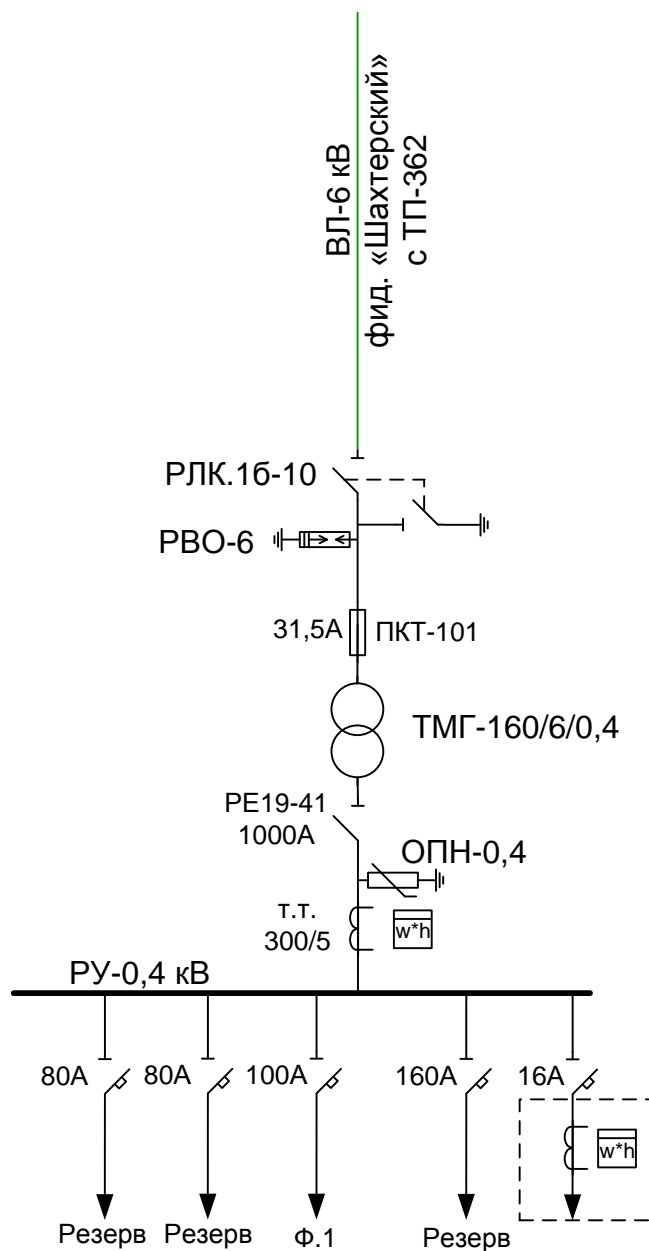 ВЛ-6 кВ
фид. «Шахтерский»
с ТП-362
РЛК.1б-10
РВО-6
31,5А
ПКТ-101
ТМГ-160/6/0,4
РЕ19-41
1000А
ОПН-0,4
т.т.
300/5
w*h
РУ-0,4 кВ
80А
80А
100А
160А
16А
w*h
Резерв
Резерв
Ф.1
Резерв